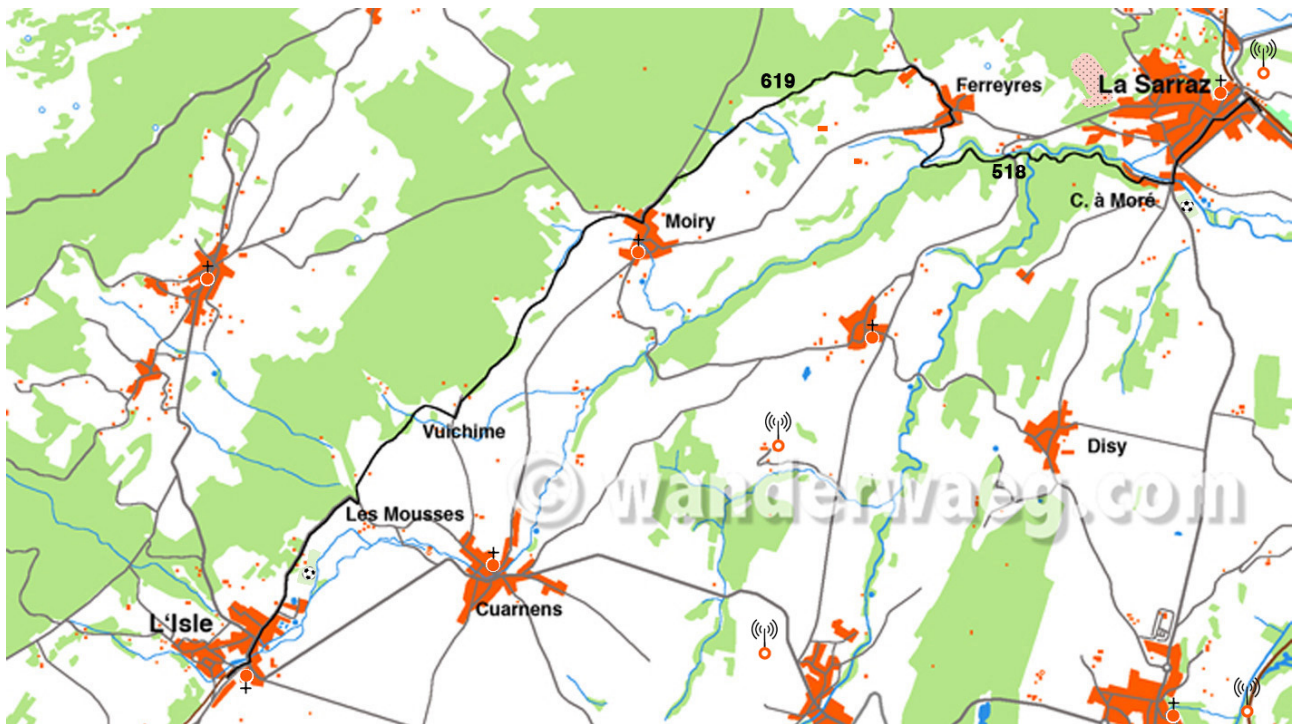 619
Ferreyres
La Sarraz
518
C. à Moré
Moiry
Vuichime
Disy
© wanderwaeg.com
Les Mousses
Cuarnens
L'Isle